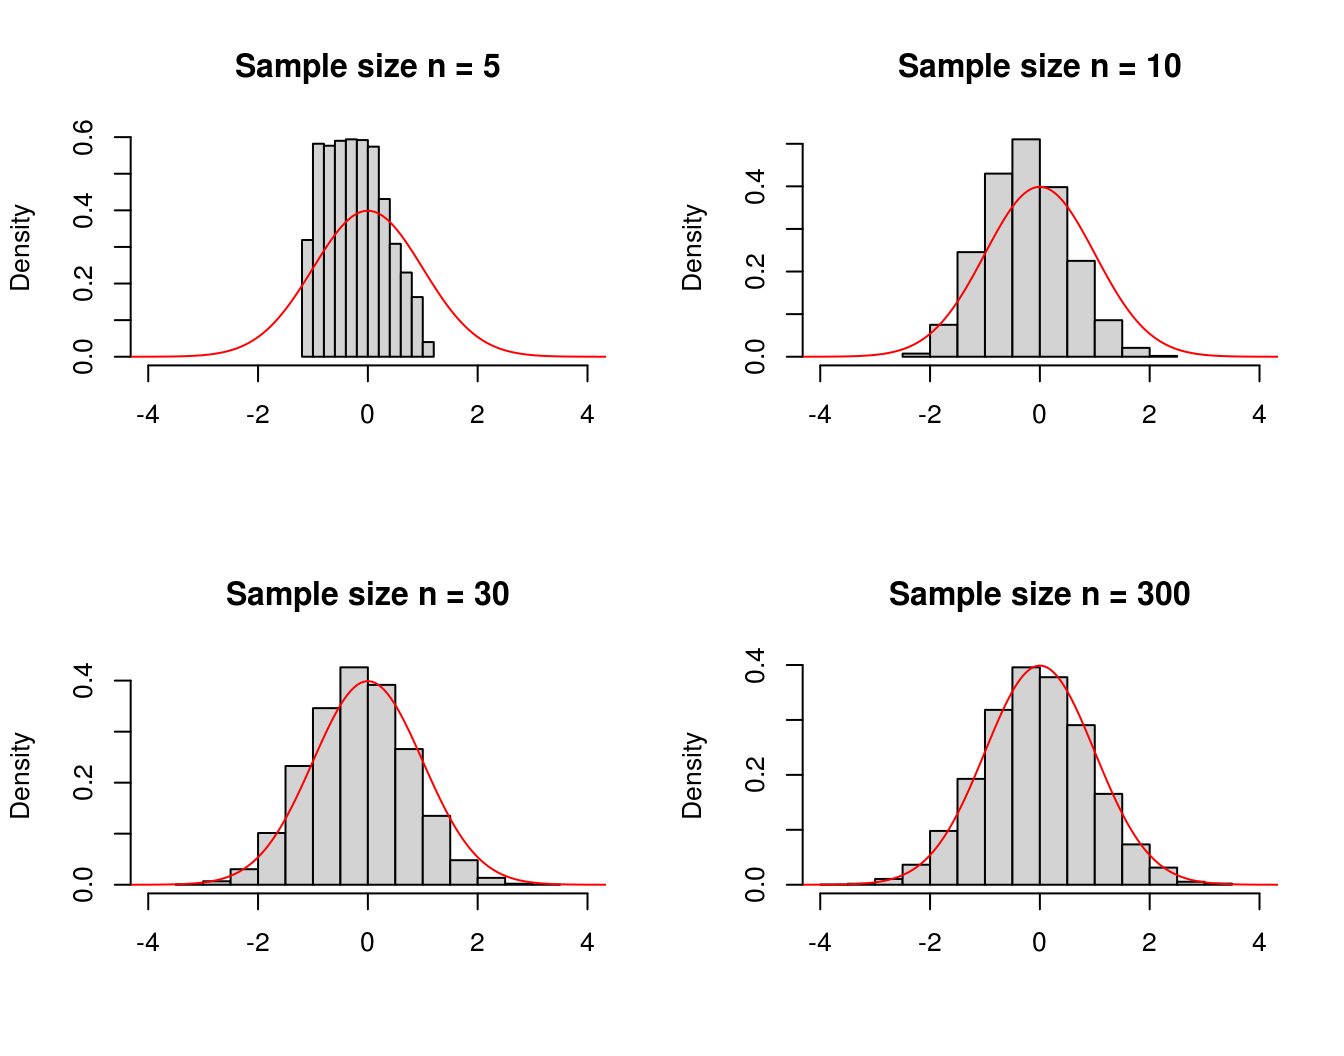 Sample size n = 5
Density
0.0 0.2 0.4 0.6
-4 -2 0 2 4
Sample size n = 10
Density
0.0 0.2 0.4
-4 -2 0 2 4
Sample size n = 30
Density
0.0 0.2 0.4
-4 -2 0 2 4
Sample size n = 300
Density
0.0 0.2 0.4
-4 -2 0 2 4